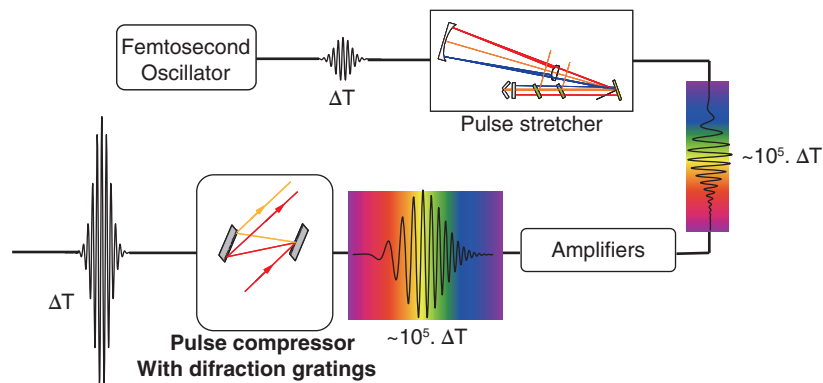 Femtosecond
Oscillator
ΔT
Pulse stretcher
~10⁵. ΔT
Amplifiers
~10⁵. ΔT
Pulse compressor
With difraction gratings
ΔT